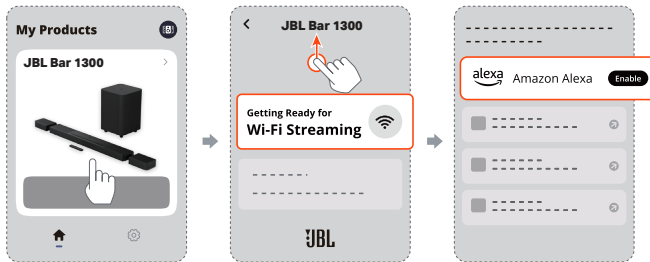 My Products
JBL Bar 1300
JBL Bar 1300
Getting Ready for
Wi-Fi Streaming
JBL
alexa
Amazon Alexa
Enable